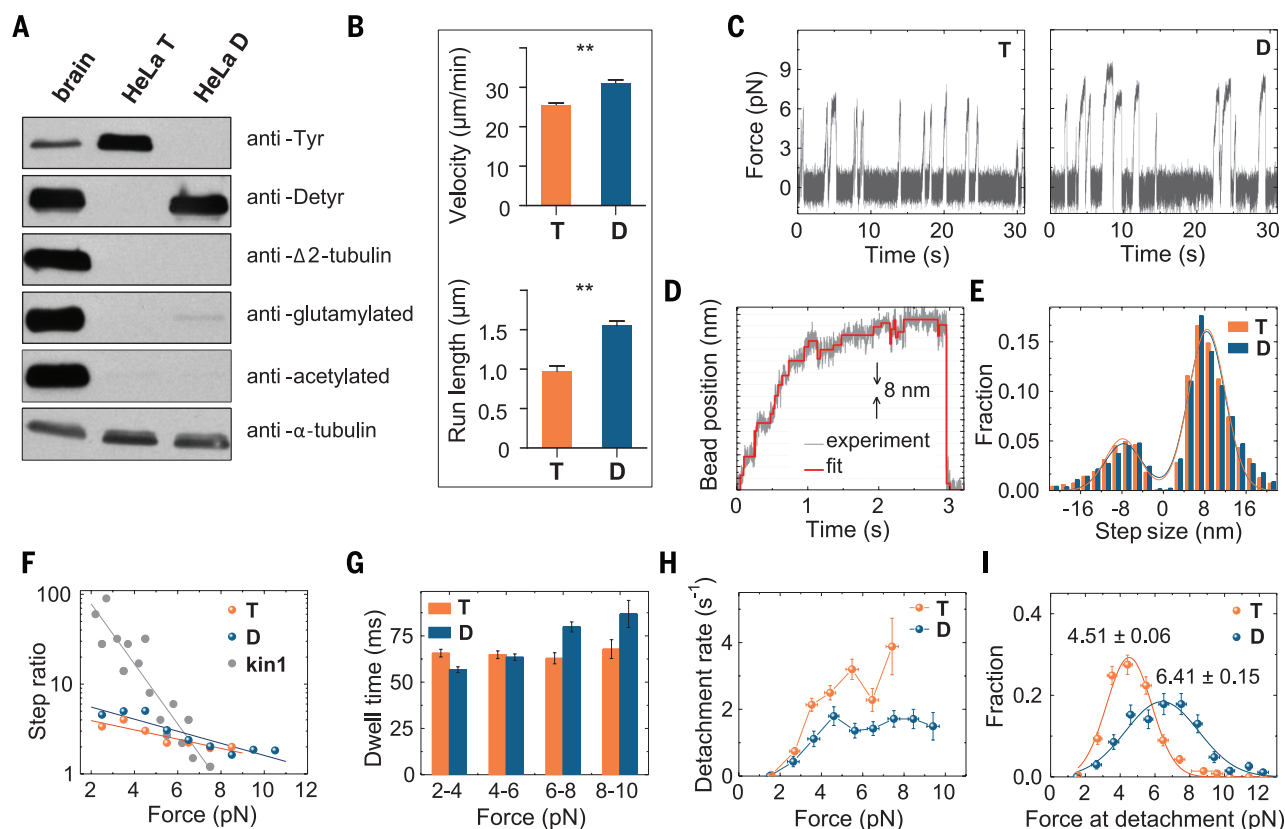 A
brain
HeLa T
HeLa D
anti -Tyr
anti -Detyr
anti -Δ2-tubulin
anti -glutamylated
anti -acetylated
anti -α-tubulin
B
**
Velocity (µm/min)
30
20
10
0
T
D
**
Run length (µm)
1.5
1.0
0.5
0.0
T
D
C
T
D
Force (pN)
9
6
3
0
0 10 20 30
0 10 20 30
Time (s)
Time (s)
D
Bead position (nm)
8 nm
experiment
fit
0 1 2 3
Time (s)
E
T
D
Fraction
0.15
0.10
0.05
0.00
-16 -8 0 8 16
Step size (nm)
F
T
D
kin1
Step ratio
100
10
1
2 4 6 8 10 12
Force (pN)
G
T
D
Dwell time (ms)
75
50
25
0
2-4 4-6 6-8 8-10
Force (pN)
H
T
D
Detachment rate (s⁻¹)
4
2
0
0 2 4 6 8 10
Force (pN)
I
T
D
4.51 ± 0.06
6.41 ± 0.15
Fraction
0.4
0.2
0.0
2 4 6 8 10 12
Force at detachment (pN)